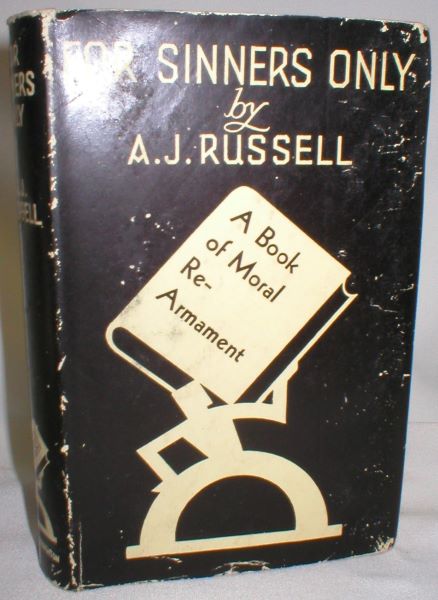 FOR SINNERS ONLY
by
A.J. RUSSELL
A Book
of Moral
Re-
Armament